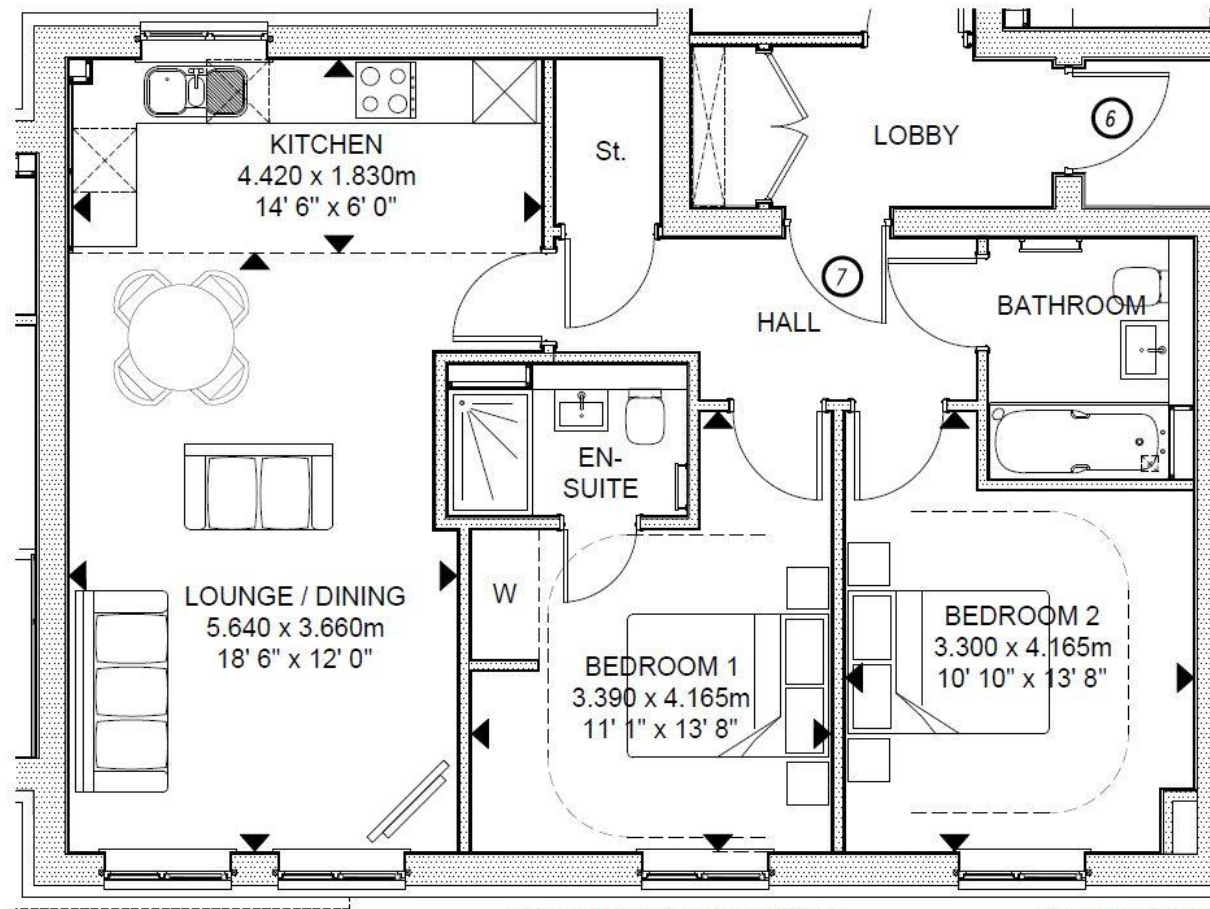 KITCHEN
4.420 x 1.830m
14' 6" x 6' 0"
St.
LOBBY
6
7
HALL
BATHROOM
EN-
SUITE
W
LOUNGE / DINING
5.640 x 3.660m
18' 6" x 12' 0"
BEDROOM 1
3.390 x 4.165m
11' 1" x 13' 8"
BEDROOM 2
3.300 x 4.165m
10' 10" x 13' 8"